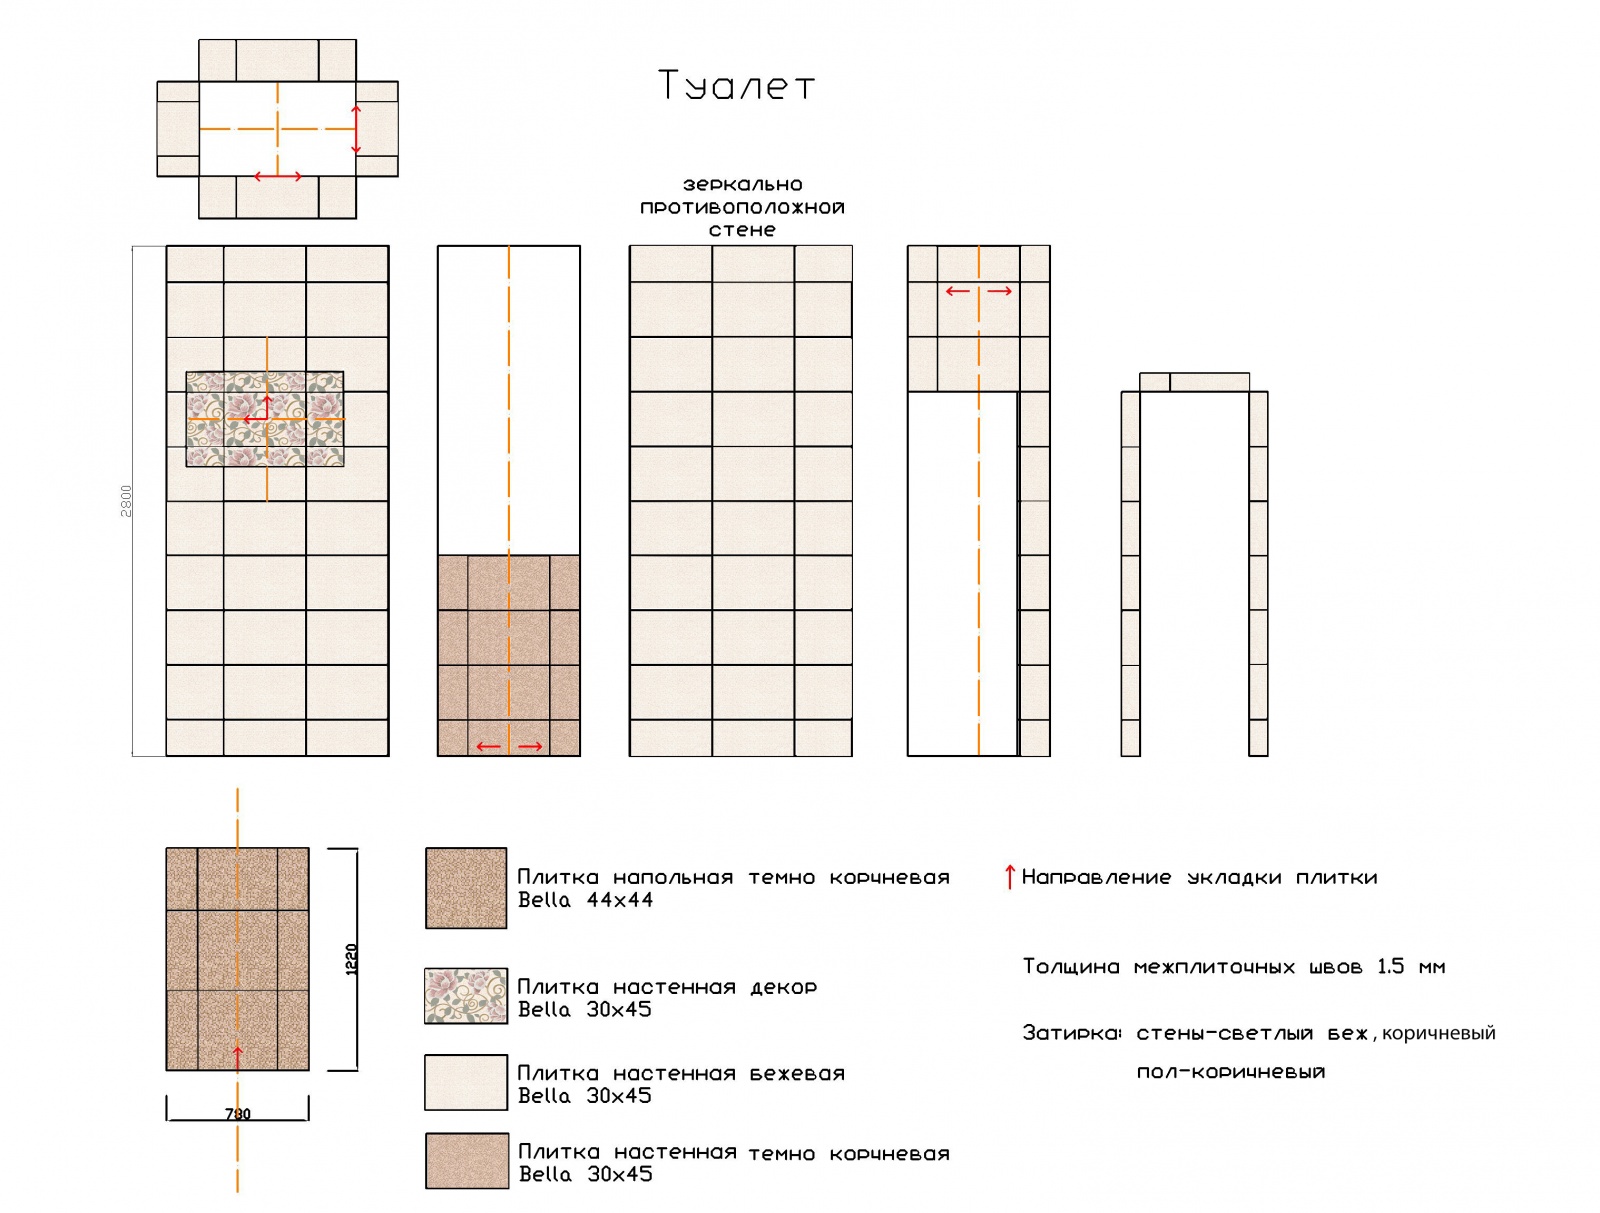 Туалет
зеркально
противоположной
стене
2800
1220
780
Плитка напольная темно корчневая
Bella 44x44
Плитка настенная декор
Bella 30x45
Плитка настенная бежевая
Bella 30x45
Плитка настенная темно корчневая
Bella 30x45
Направление укладки плитки
Толщина межплиточных швов 1.5 мм
Затирка: стены-светлый беж, коричневый
пол-коричневый